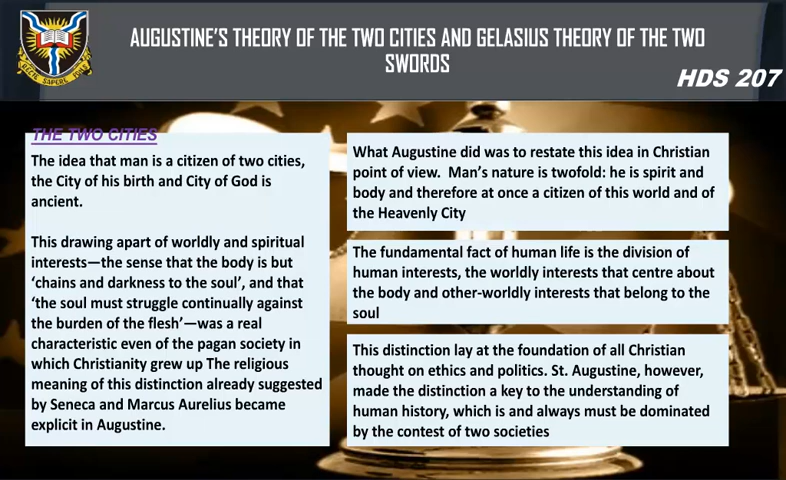 AUGUSTINE'S THEORY OF THE TWO CITIES AND GELASIUS THEORY OF THE TWO
SWORDS
HDS 207
THE TWO CITIES
The idea that man is a citizen of two cities,
the City of his birth and City of God is
ancient.
This drawing apart of worldly and spiritual
interests—the sense that the body is but
‘chains and darkness to the soul’, and that
‘the soul must struggle continually against
the burden of the flesh’—was a real
characteristic even of the pagan society in
which Christianity grew up The religious
meaning of this distinction already suggested
by Seneca and Marcus Aurelius became
explicit in Augustine.
What Augustine did was to restate this idea in Christian
point of view. Man’s nature is twofold: he is spirit and
body and therefore at once a citizen of this world and of
the Heavenly City
The fundamental fact of human life is the division of
human interests, the worldly interests that centre about
the body and other-worldly interests that belong to the
soul
This distinction lay at the foundation of all Christian
thought on ethics and politics. St. Augustine, however,
made the distinction a key to the understanding of
human history, which is and always must be dominated
by the contest of two societies